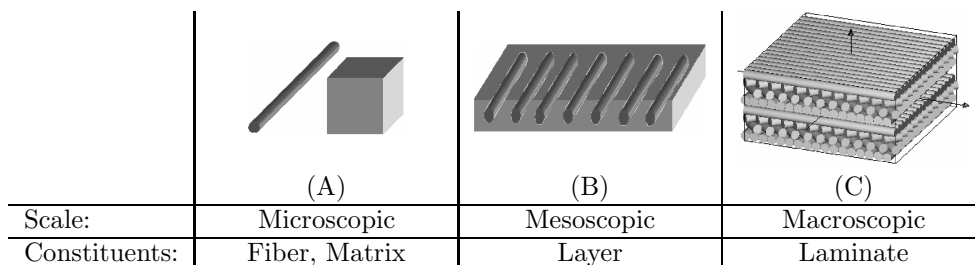 (A) (B) (C)
Scale: Microscopic Mesoscopic Macroscopic
Constituents: Fiber, Matrix Layer Laminate